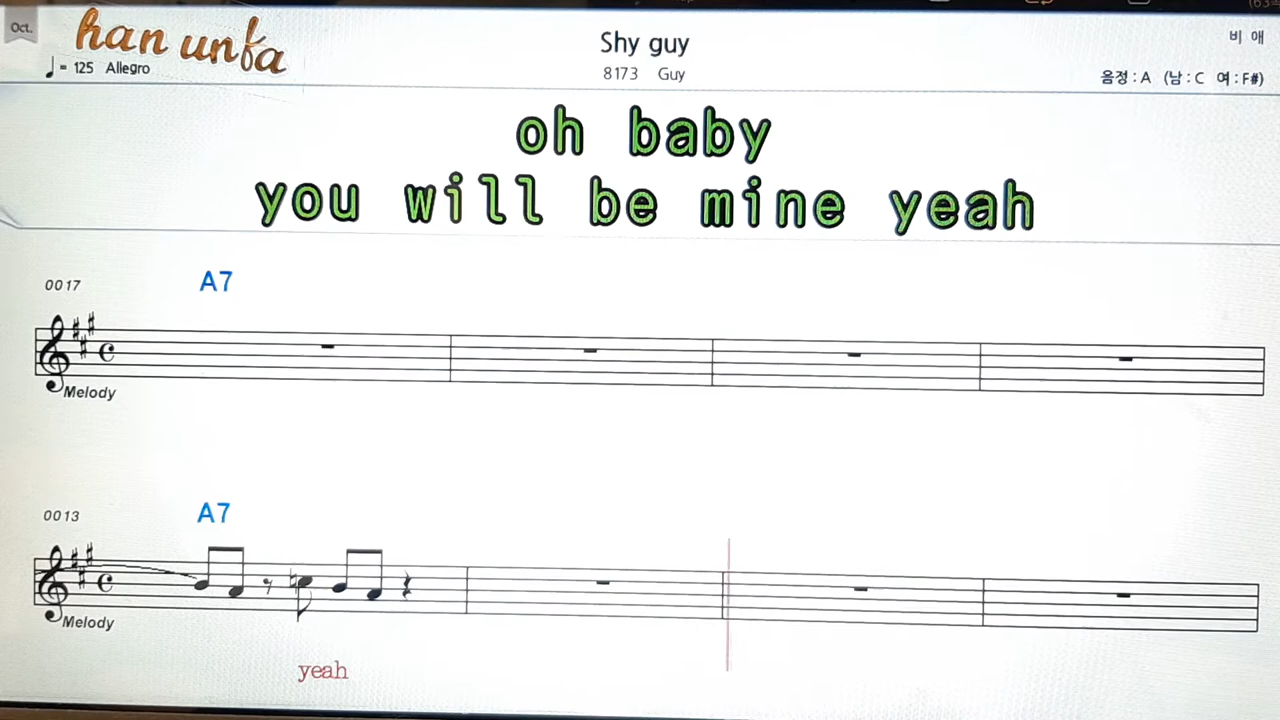 Oct.
han unfa
♩ = 125 Allegro
Shy guy
8173 Guy
비 애
음정 : A (남 : C 여 : F#)
oh baby
you will be mine yeah
0017
A7
Melody
0013
A7
Melody
yeah